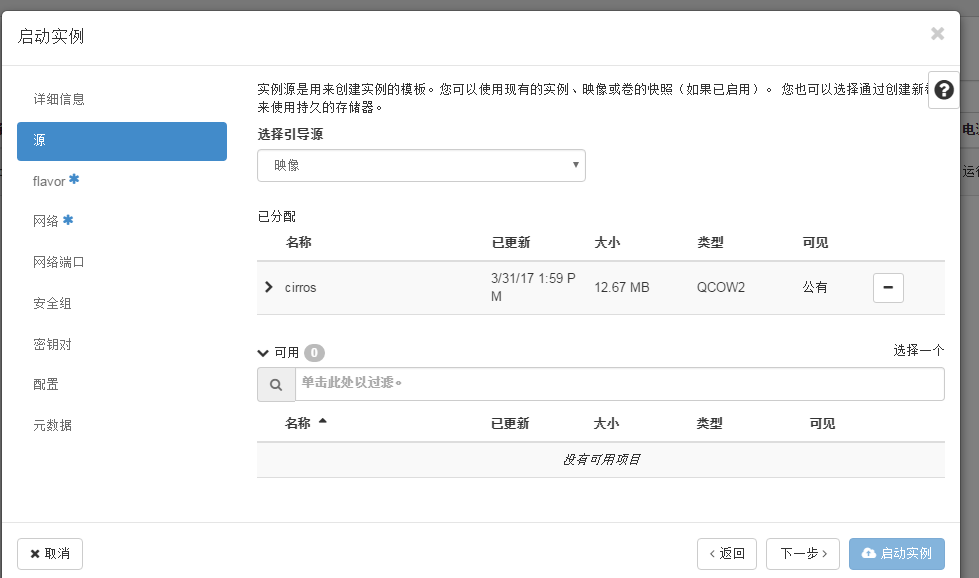 启动实例
×
详细信息
源
flavor *
网络 *
网络端口
安全组
密钥对
配置
元数据
实例源是用来创建实例的模板。您可以使用现有的实例、映像或卷的快照（如果已启用）。 您也可以选择通过创建新
来使用持久的存储器。
选择引导源
映像
已分配
名称 已更新 大小 类型 可见
cirros 3/31/17 1:59 P
M 12.67 MB QCOW2 公有
可用 0 选择一个
单击此处以过滤。
名称 已更新 大小 类型 可见
没有可用项目
取消 ‹ 返回 下一步 › 启动实例